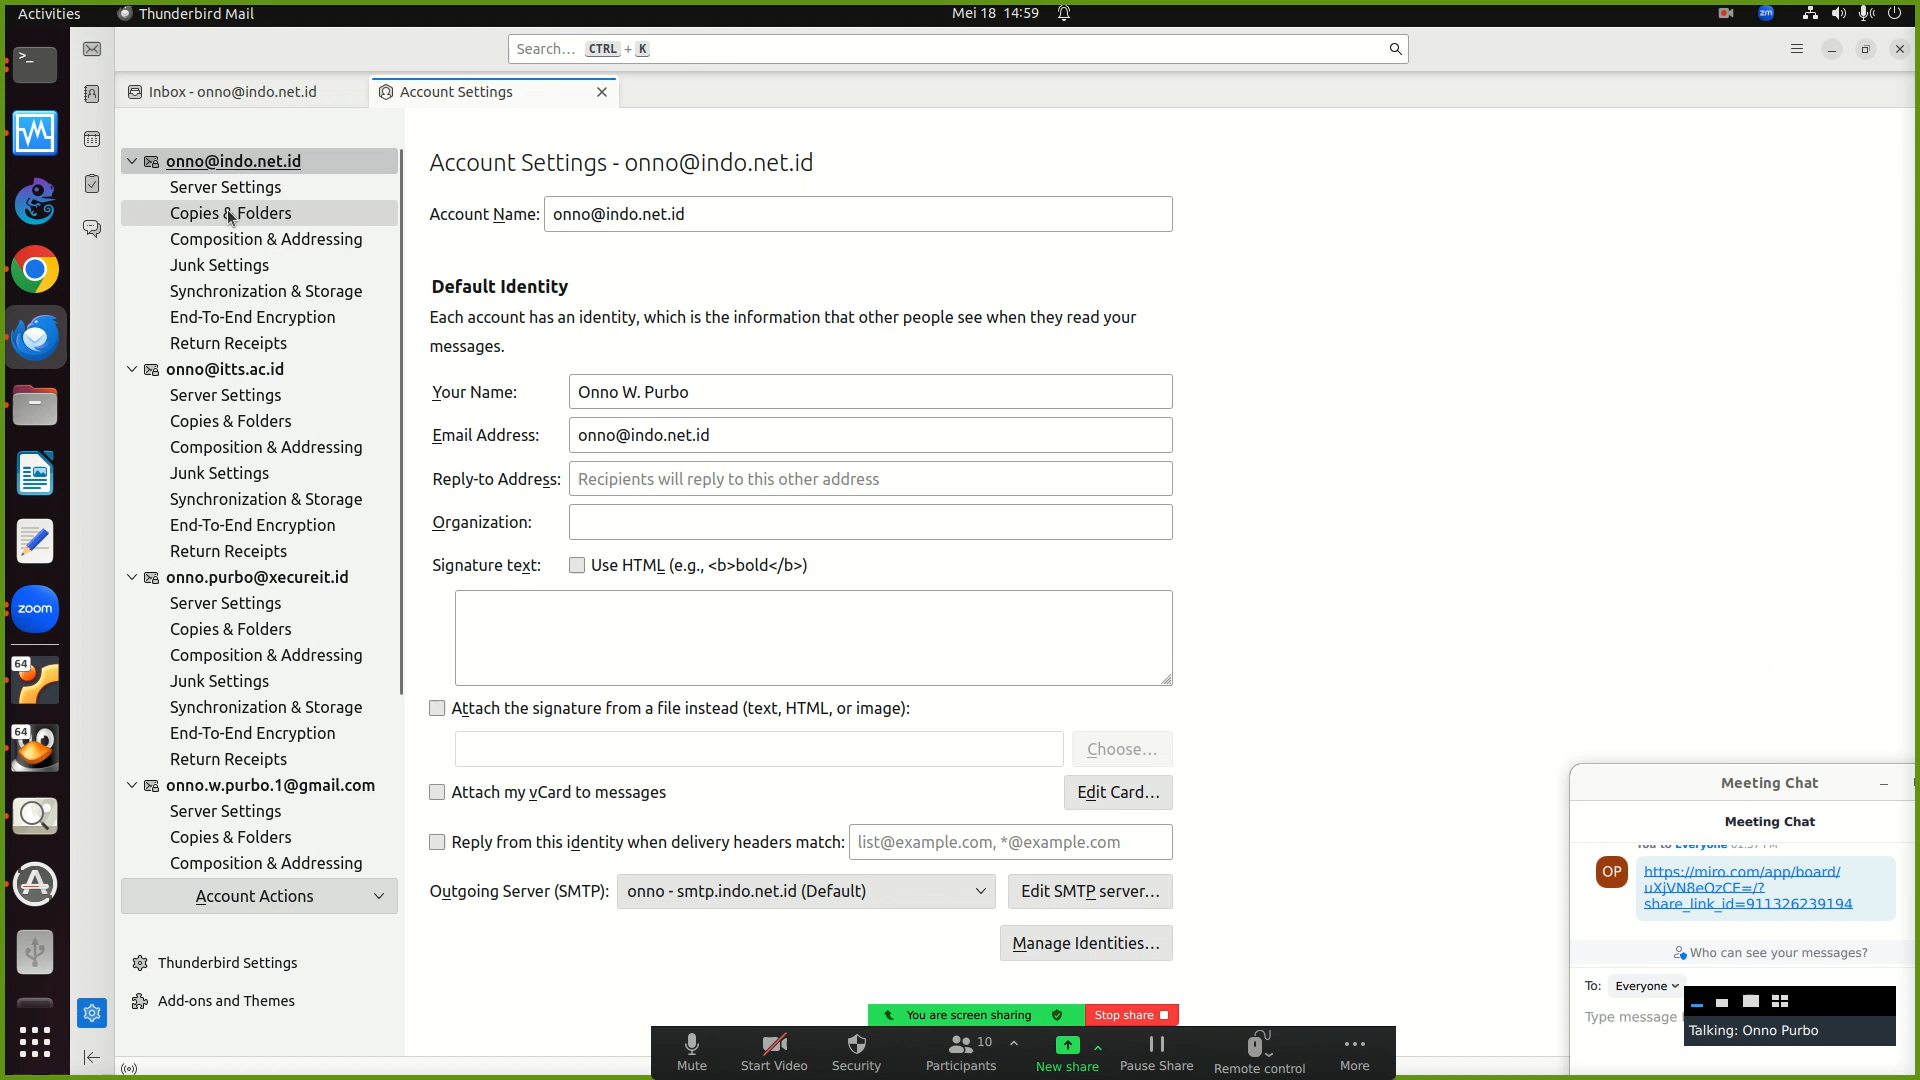 Activities
Thunderbird Mail
Mei 18 14:59
zm
Search… CTRL + K
Inbox - onno@indo.net.id
Account Settings
onno@indo.net.id
Server Settings
Copies & Folders
Composition & Addressing
Junk Settings
Synchronization & Storage
End-To-End Encryption
Return Receipts
onno@itts.ac.id
Server Settings
Copies & Folders
Composition & Addressing
Junk Settings
Synchronization & Storage
End-To-End Encryption
Return Receipts
onno.purbo@xecureit.id
Server Settings
Copies & Folders
Composition & Addressing
Junk Settings
Synchronization & Storage
End-To-End Encryption
Return Receipts
onno.w.purbo.1@gmail.com
Server Settings
Copies & Folders
Composition & Addressing
Account Actions
Thunderbird Settings
Add-ons and Themes
zoom
64
64
Account Settings - onno@indo.net.id
Account Name: onno@indo.net.id
Default Identity
Each account has an identity, which is the information that other people see when they read your
messages.
Your Name: Onno W. Purbo
Email Address: onno@indo.net.id
Reply-to Address: Recipients will reply to this other address
Organization:
Signature text: Use HTML (e.g., <b>bold</b>)
Attach the signature from a file instead (text, HTML, or image):
Choose…
Attach my vCard to messages
Edit Card…
Reply from this identity when delivery headers match: list@example.com, *@example.com
Outgoing Server (SMTP): onno - smtp.indo.net.id (Default) Edit SMTP server…
Manage Identities…
You are screen sharing
Stop share
Mute
Start Video
Security
Participants 10
New share
Pause Share
Remote control
More
Meeting Chat
Meeting Chat
You to Everyone 01:57 PM
OP
https://miro.com/app/board/
uXjVN8eOzCE=/?
share_link_id=911326239194
Who can see your messages?
To: Everyone
Type message
Talking: Onno Purbo